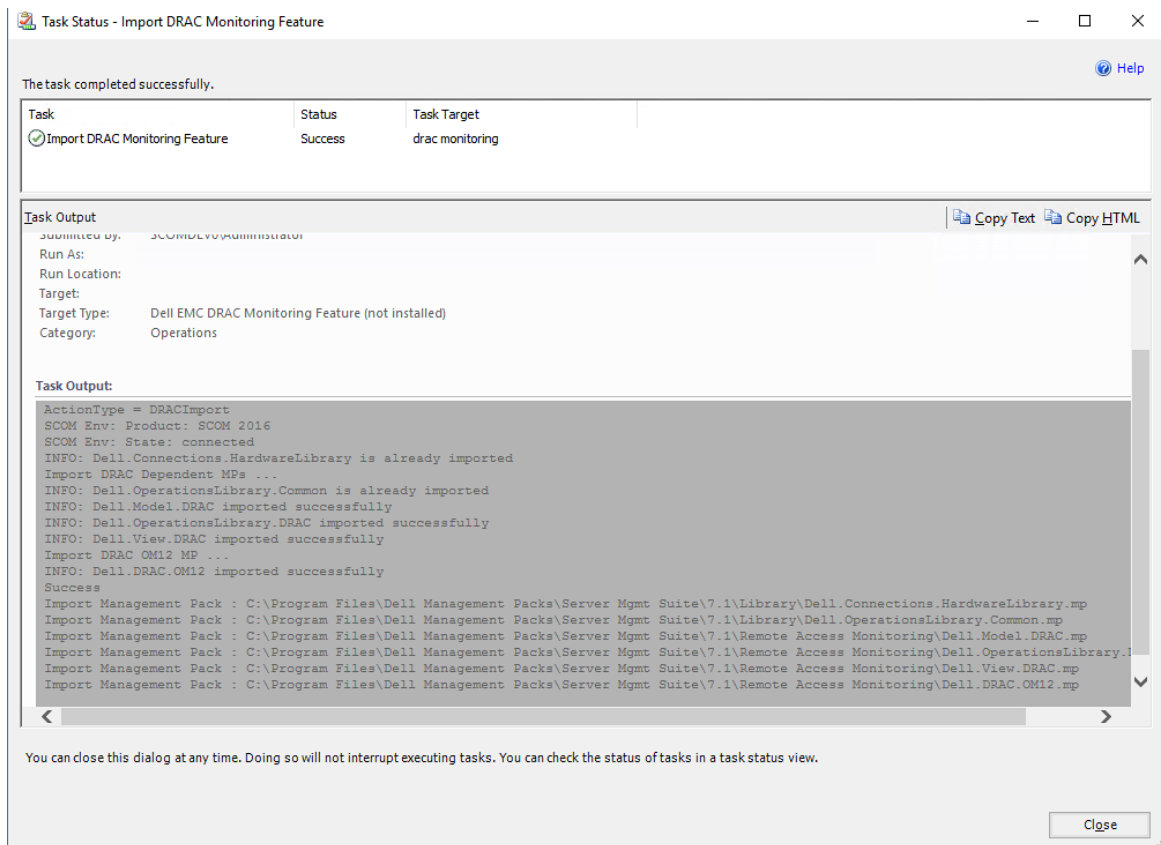 Task Status - Import DRAC Monitoring Feature
Help
The task completed successfully.
Task Status Task Target
Import DRAC Monitoring Feature Success drac monitoring
Task Output Copy Text Copy HTML
Submitted By: SCOMDEV0\Administrator
Run As:
Run Location:
Target:
Target Type: Dell EMC DRAC Monitoring Feature (not installed)
Category: Operations
Task Output:
ActionType = DRACImport
SCOM Env: Product: SCOM 2016
SCOM Env: State: connected
INFO: Dell.Connections.HardwareLibrary is already imported
Import DRAC Dependent MPs ...
INFO: Dell.OperationsLibrary.Common is already imported
INFO: Dell.Model.DRAC imported successfully
INFO: Dell.OperationsLibrary.DRAC imported successfully
INFO: Dell.View.DRAC imported successfully
Import DRAC OM12 MP ...
INFO: Dell.DRAC.OM12 imported successfully
Success
Import Management Pack : C:\Program Files\Dell Management Packs\Server Mgmt Suite\7.1\Library\Dell.Connections.HardwareLibrary.mp
Import Management Pack : C:\Program Files\Dell Management Packs\Server Mgmt Suite\7.1\Library\Dell.OperationsLibrary.Common.mp
Import Management Pack : C:\Program Files\Dell Management Packs\Server Mgmt Suite\7.1\Remote Access Monitoring\Dell.Model.DRAC.mp
Import Management Pack : C:\Program Files\Dell Management Packs\Server Mgmt Suite\7.1\Remote Access Monitoring\Dell.OperationsLibrary.
Import Management Pack : C:\Program Files\Dell Management Packs\Server Mgmt Suite\7.1\Remote Access Monitoring\Dell.View.DRAC.mp
Import Management Pack : C:\Program Files\Dell Management Packs\Server Mgmt Suite\7.1\Remote Access Monitoring\Dell.DRAC.OM12.mp
You can close this dialog at any time. Doing so will not interrupt executing tasks. You can check the status of tasks in a task status view.
Close